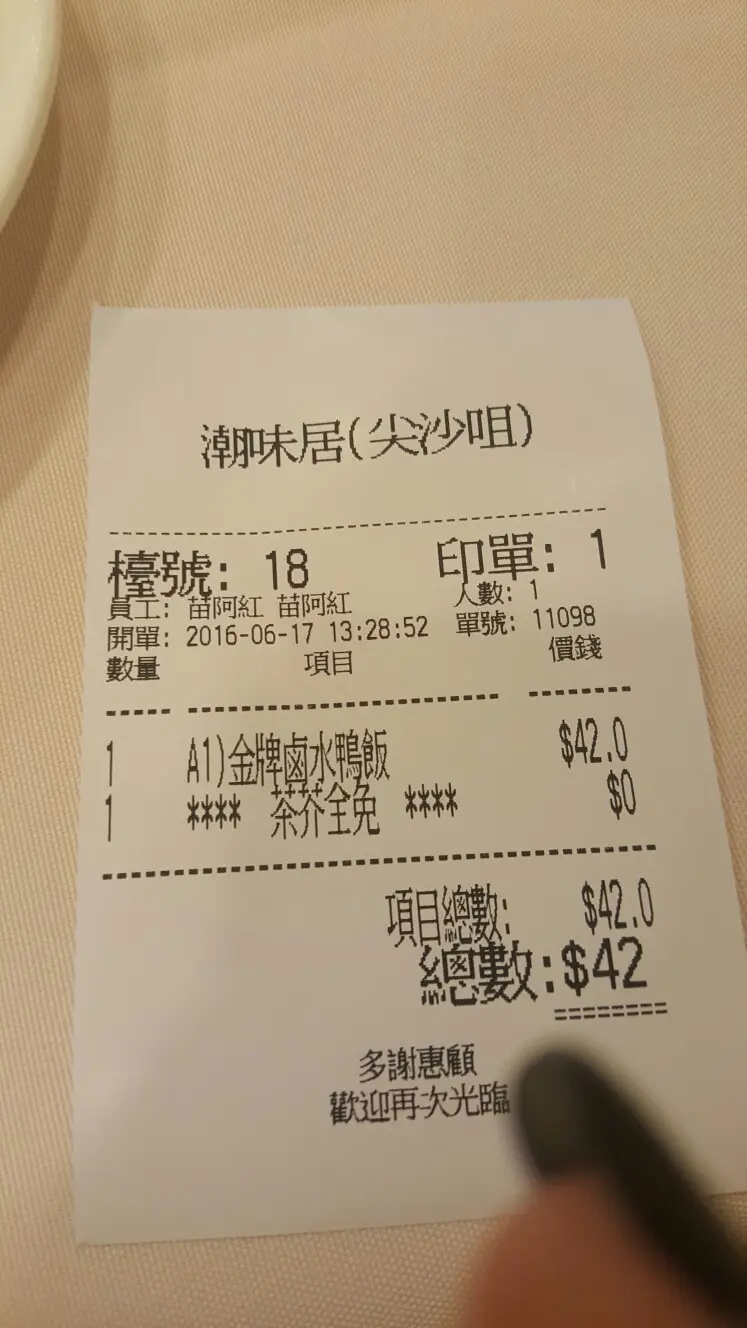 潮味居(尖沙咀)
檯號: 18 印單: 1
員工: 苗阿紅 苗阿紅 人數: 1
開單: 2016-06-17 13:28:52 單號: 11098
數量 項目 價錢
1 A1)金牌鹵水鴨飯 $42.0
1 **** 茶芥全免 **** $0
項目總數: $42.0
總數:$42
多謝惠顧
歡迎再次光臨